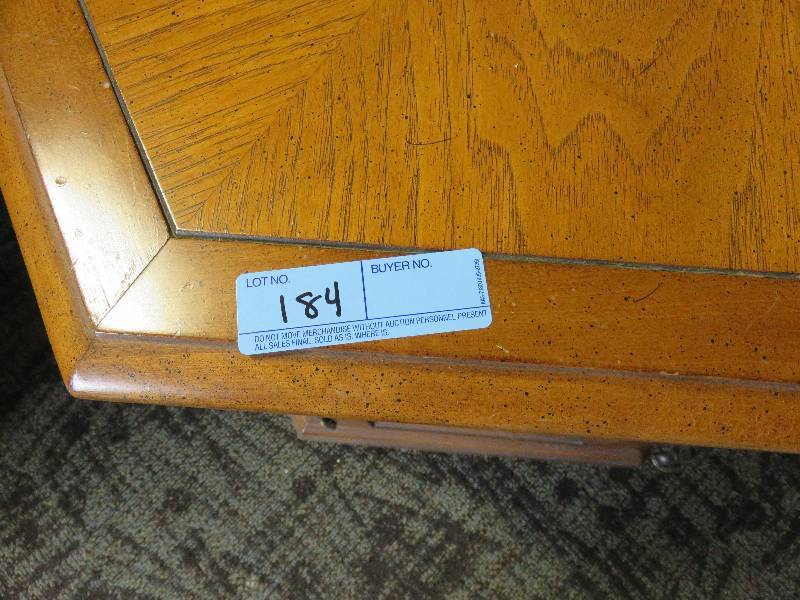 LOT NO.
BUYER NO.
184
DO NOT MOVE MERCHANDISE WITHOUT AUCTION PERSONNEL PRESENT
ALL SALES FINAL. SOLD AS IS, WHERE IS.